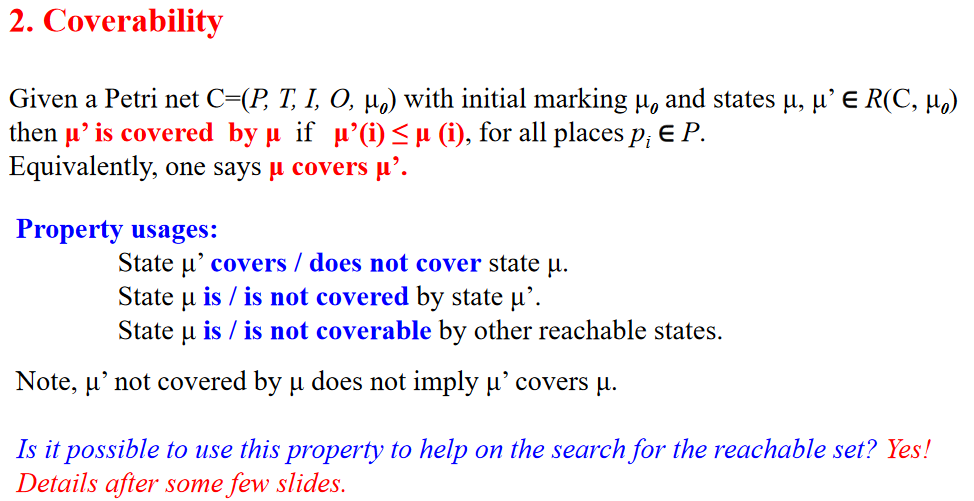 2. Coverability
Given a Petri net C=(P, T, I, O, μ₀) with initial marking μ₀ and states μ, μ’ ∈ R(C, μ₀)
then μ’ is covered by μ if μ’(i) ≤ μ (i), for all places pᵢ ∈ P.
Equivalently, one says μ covers μ’.
Property usages:
State μ’ covers / does not cover state μ.
State μ is / is not covered by state μ’.
State μ is / is not coverable by other reachable states.
Note, μ’ not covered by μ does not imply μ’ covers μ.
Is it possible to use this property to help on the search for the reachable set? Yes!
Details after some few slides.